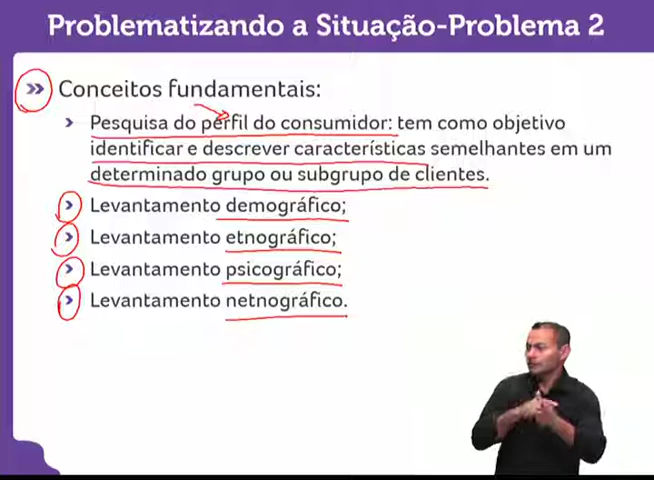 Problematizando a Situação-Problema 2
» Conceitos fundamentais:
› Pesquisa do perfil do consumidor: tem como objetivo
identificar e descrever características semelhantes em um
determinado grupo ou subgrupo de clientes.
› Levantamento demográfico;
› Levantamento etnográfico;
› Levantamento psicográfico;
› Levantamento netnográfico.